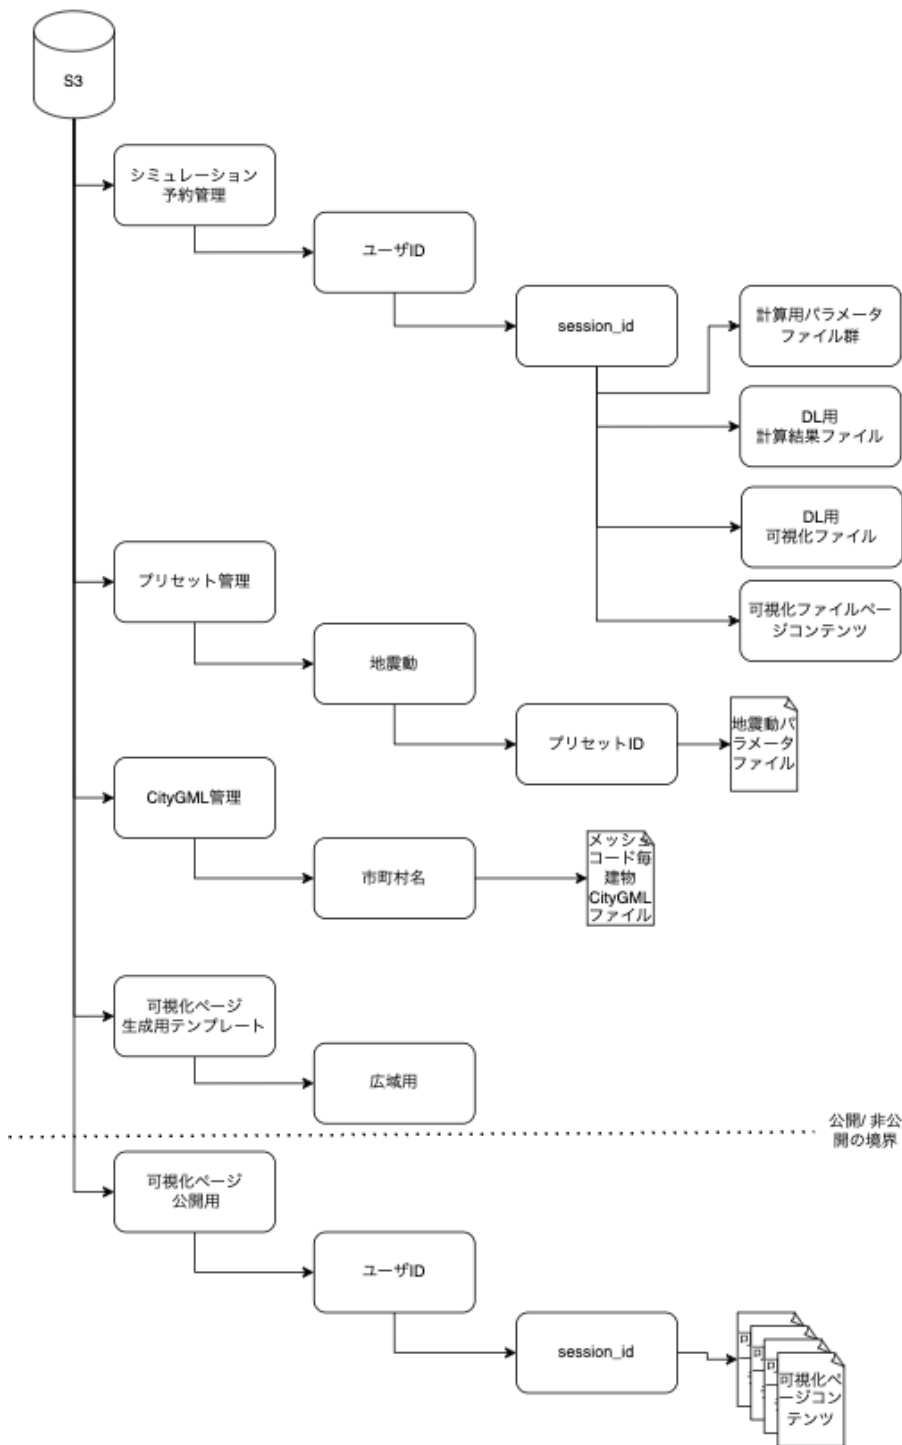 S3
シミュレーション
予約管理
ユーザID
session_id
計算用パラメータ
ファイル群
DL用
計算結果ファイル
DL用
可視化ファイル
可視化ファイルペー
ジコンテンツ
プリセット管理
地震動
プリセットID
地震動パ
ラメータ
ファイル
CityGML管理
市町村名
メッシュ
コード毎
建物
CityGML
ファイル
可視化ページ
生成用テンプレート
広域用
公開/ 非公
開の境界
可視化ページ
公開用
ユーザID
session_id
可
可
可
可視化ペ
ージコン
テンツ